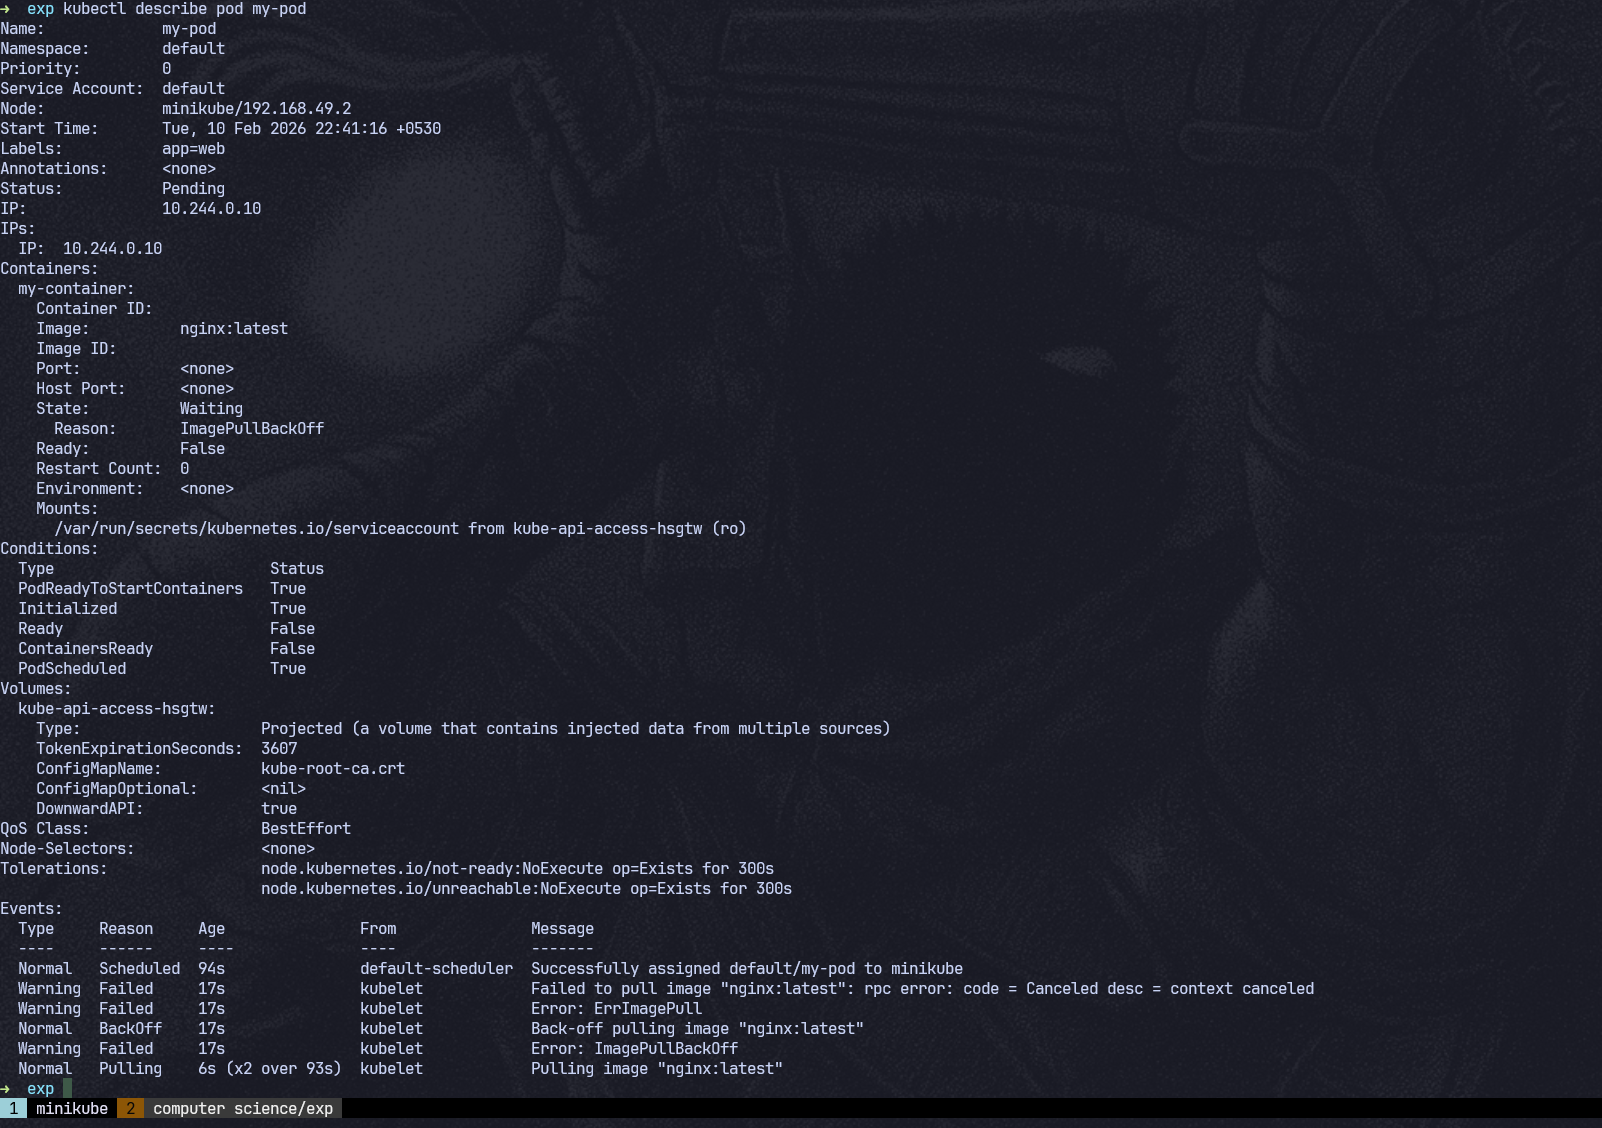 →  exp kubectl describe pod my-pod
Name:             my-pod
Namespace:        default
Priority:         0
Service Account:  default
Node:             minikube/192.168.49.2
Start Time:       Tue, 10 Feb 2026 22:41:16 +0530
Labels:           app=web
Annotations:      <none>
Status:           Pending
IP:               10.244.0.10
IPs:
  IP:  10.244.0.10
Containers:
  my-container:
    Container ID:
    Image:          nginx:latest
    Image ID:
    Port:           <none>
    Host Port:      <none>
    State:          Waiting
      Reason:       ImagePullBackOff
    Ready:          False
    Restart Count:  0
    Environment:    <none>
    Mounts:
      /var/run/secrets/kubernetes.io/serviceaccount from kube-api-access-hsgtw (ro)
Conditions:
  Type                        Status
  PodReadyToStartContainers   True
  Initialized                 True
  Ready                       False
  ContainersReady             False
  PodScheduled                True
Volumes:
  kube-api-access-hsgtw:
    Type:                    Projected (a volume that contains injected data from multiple sources)
    TokenExpirationSeconds:  3607
    ConfigMapName:           kube-root-ca.crt
    ConfigMapOptional:       <nil>
    DownwardAPI:             true
QoS Class:                   BestEffort
Node-Selectors:              <none>
Tolerations:                 node.kubernetes.io/not-ready:NoExecute op=Exists for 300s
                             node.kubernetes.io/unreachable:NoExecute op=Exists for 300s
Events:
  Type     Reason     Age                From               Message
  ----     ------     ----               ----               -------
  Normal   Scheduled  94s                default-scheduler  Successfully assigned default/my-pod to minikube
  Warning  Failed     17s                kubelet            Failed to pull image "nginx:latest": rpc error: code = Canceled desc = context canceled
  Warning  Failed     17s                kubelet            Error: ErrImagePull
  Normal   BackOff    17s                kubelet            Back-off pulling image "nginx:latest"
  Warning  Failed     17s                kubelet            Error: ImagePullBackOff
  Normal   Pulling    6s (x2 over 93s)  kubelet            Pulling image "nginx:latest"
→  exp
1 minikube 2 computer science/exp